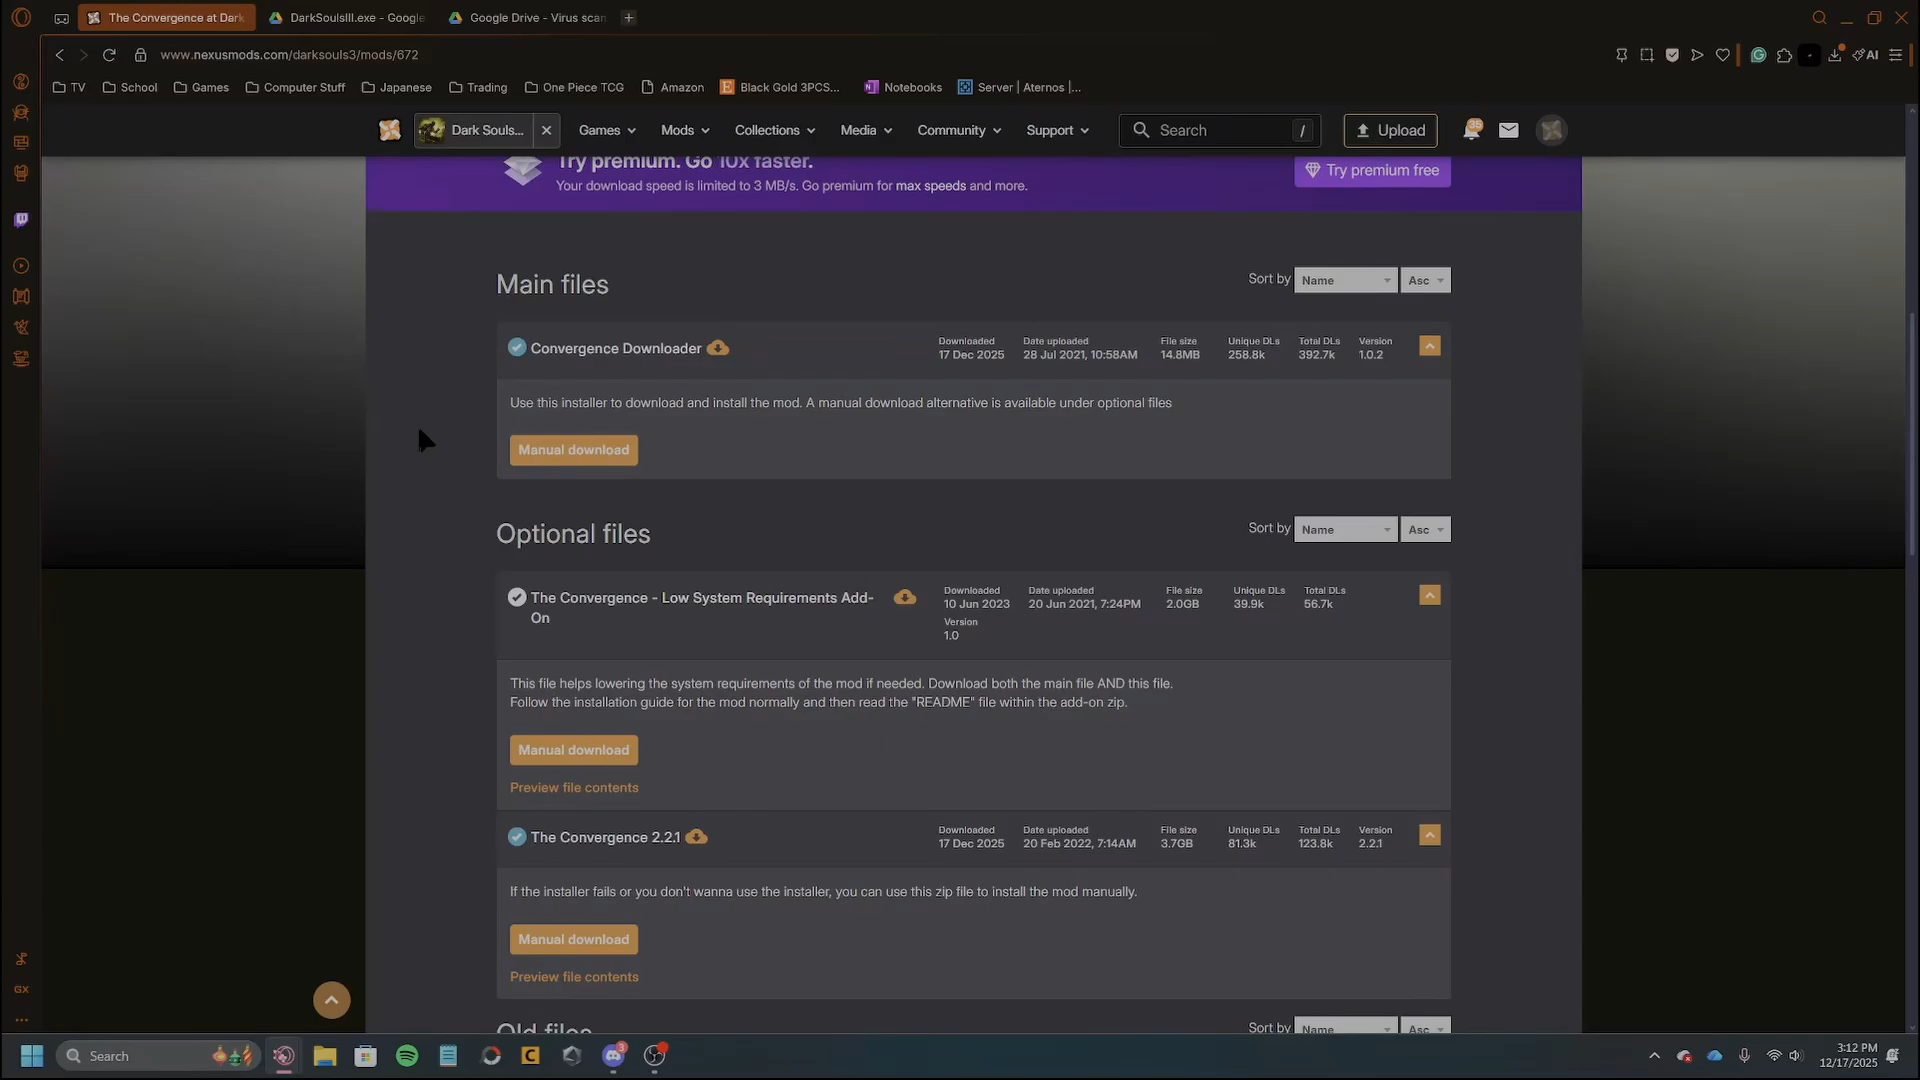 The Convergence at Dark
DarkSoulsIII.exe - Google
Google Drive - Virus scan
www.nexusmods.com/darksouls3/mods/672
AI
TV
School
Games
Computer Stuff
Japanese
Trading
One Piece TCG
Amazon
Black Gold 3PCS...
Notebooks
Server | Aternos |...
Dark Souls...
Games
Mods
Collections
Media
Community
Support
Search
/
Upload
35
Try premium. Go 10x faster.
Your download speed is limited to 3 MB/s. Go premium for max speeds and more.
Try premium free
Main files
Sort by
Name
Asc
Convergence Downloader
Downloaded
17 Dec 2025
Date uploaded
28 Jul 2021, 10:58AM
File size
14.8MB
Unique DLs
258.8k
Total DLs
392.7k
Version
1.0.2
Use this installer to download and install the mod. A manual download alternative is available under optional files
Manual download
Optional files
Sort by
Name
Asc
The Convergence - Low System Requirements Add-
On
Downloaded
10 Jun 2023
Date uploaded
20 Jun 2021, 7:24PM
File size
2.0GB
Unique DLs
39.9k
Total DLs
56.7k
Version
1.0
This file helps lowering the system requirements of the mod if needed. Download both the main file AND this file.
Follow the installation guide for the mod normally and then read the "README" file within the add-on zip.
Manual download
Preview file contents
The Convergence 2.2.1
Downloaded
17 Dec 2025
Date uploaded
20 Feb 2022, 7:14AM
File size
3.7GB
Unique DLs
81.3k
Total DLs
123.8k
Version
2.2.1
If the installer fails or you don't wanna use the installer, you can use this zip file to install the mod manually.
Manual download
Preview file contents
GX
Old files
Sort by
Name
Asc
Search
3
3:12 PM
12/17/2025